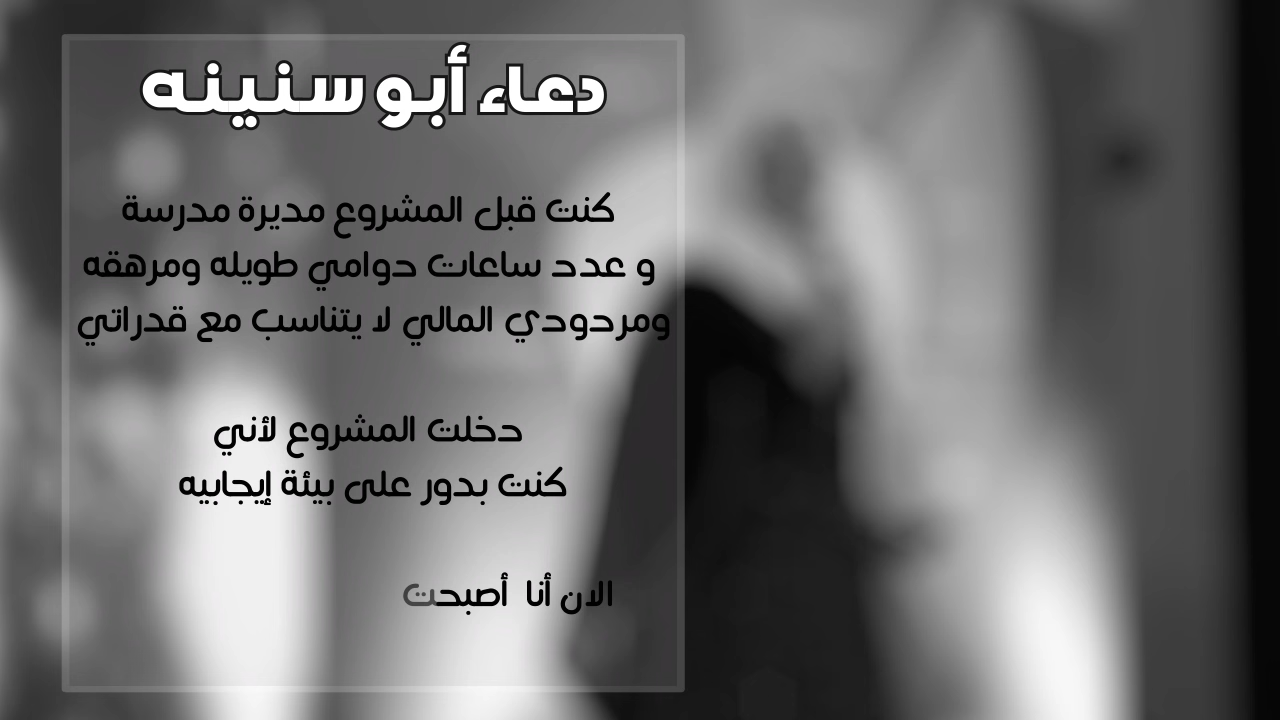 دعاء أبو سنينه
كنت قبل المشروع مديرة مدرسة
و عدد ساعات دوامي طويله ومرهقه
ومردودي المالي لا يتناسب مع قدراتي
دخلت المشروع لأني
كنت بدور على بيئة إيجابيه
الان أنا أصبحت